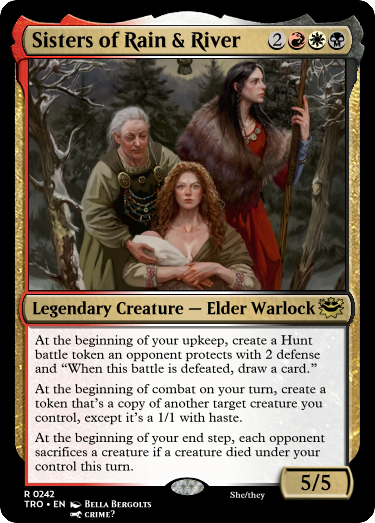 Sisters of Rain & River 2
Legendary Creature — Elder Warlock
At the beginning of your upkeep, create a Hunt
battle token an opponent protects with 2 defense
and “When this battle is defeated, draw a card.”
At the beginning of combat on your turn, create a
token that’s a copy of another target creature you
control, except it’s a 1/1 with haste.
At the beginning of your end step, each opponent
sacrifices a creature if a creature died under your
control this turn.
5/5
R 0242
She/they
TRO • EN Bella Bergolts
crime?